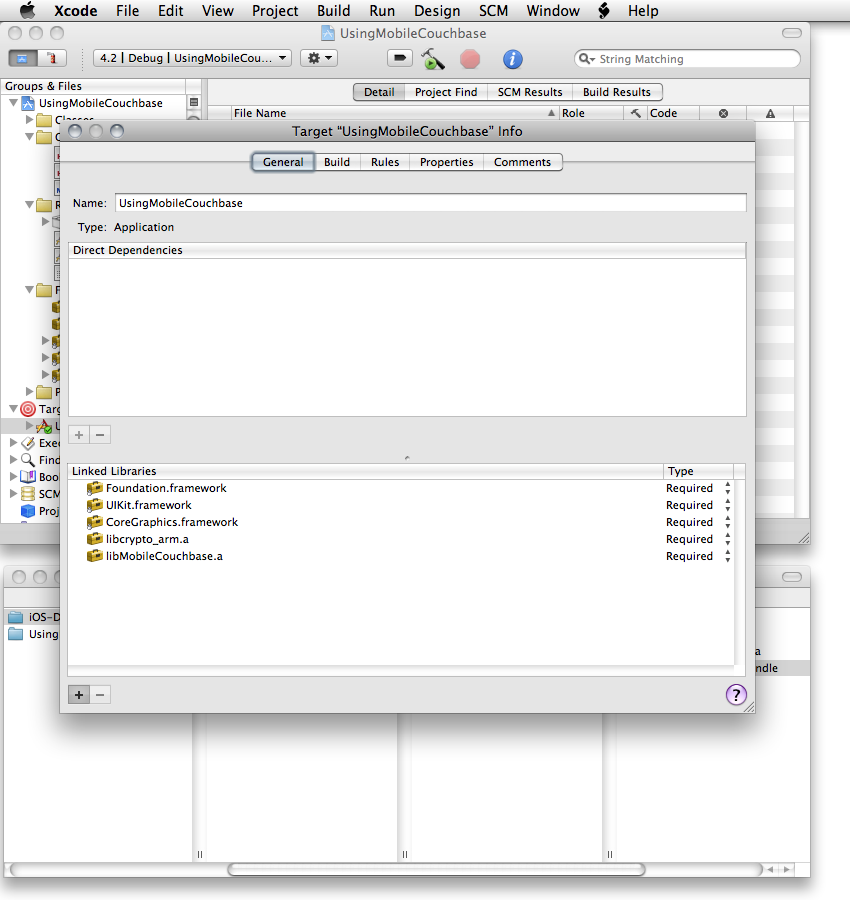 Xcode File Edit View Project Build Run Design SCM Window Help
UsingMobileCouchbase
4.2 | Debug | UsingMobileCou...
String Matching
Groups & Files
Detail Project Find SCM Results Build Results
UsingMobileCouchbase
File Name Role Code
Classes
Target “UsingMobileCouchbase” Info
General Build Rules Properties Comments
Name: UsingMobileCouchbase
Type: Application
Direct Dependencies
Targ
Exec
Find
Boo
SCM
Proj
Linked Libraries Type
Foundation.framework Required
UIKit.framework Required
CoreGraphics.framework Required
libcrypto_arm.a Required
libMobileCouchbase.a Required
iOS-D
Using
a
ndle